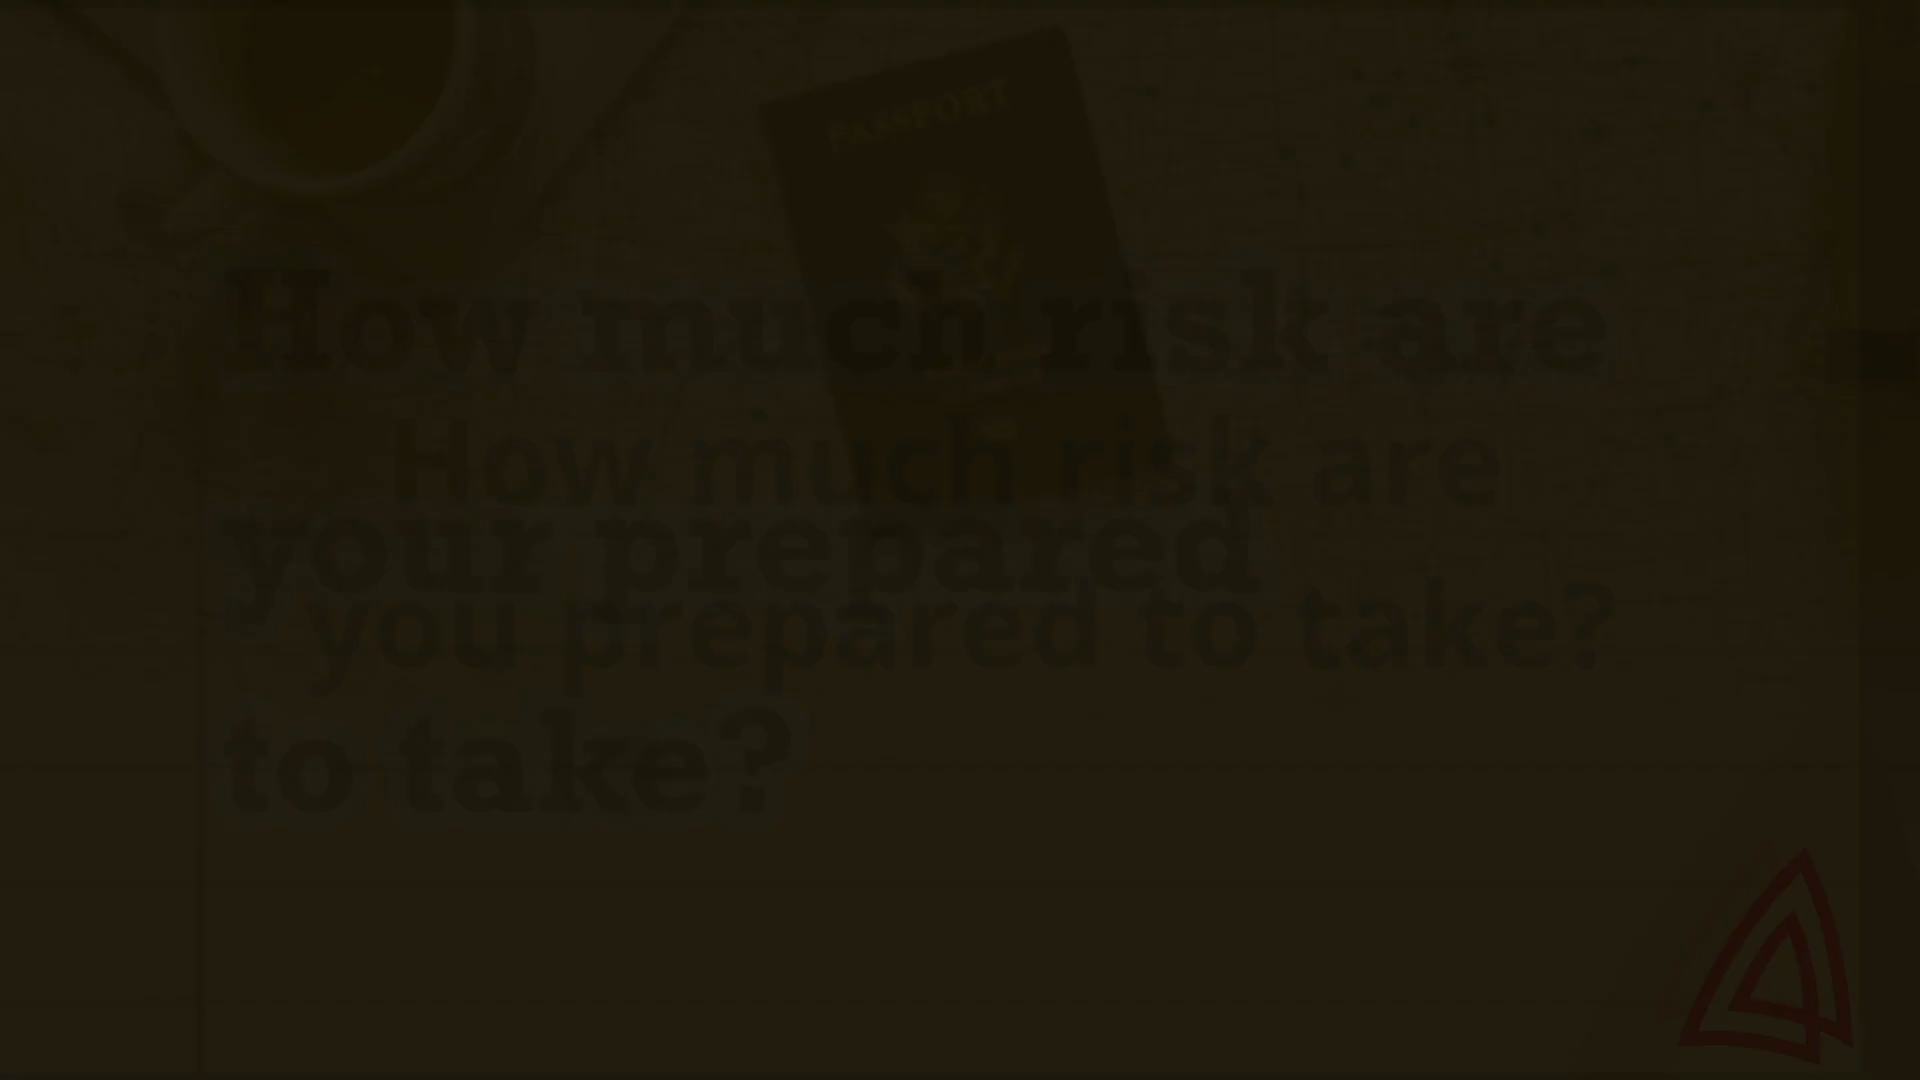 PASSPORT
How much risk are
your prepared
to take?
How much risk are
you prepared to take?